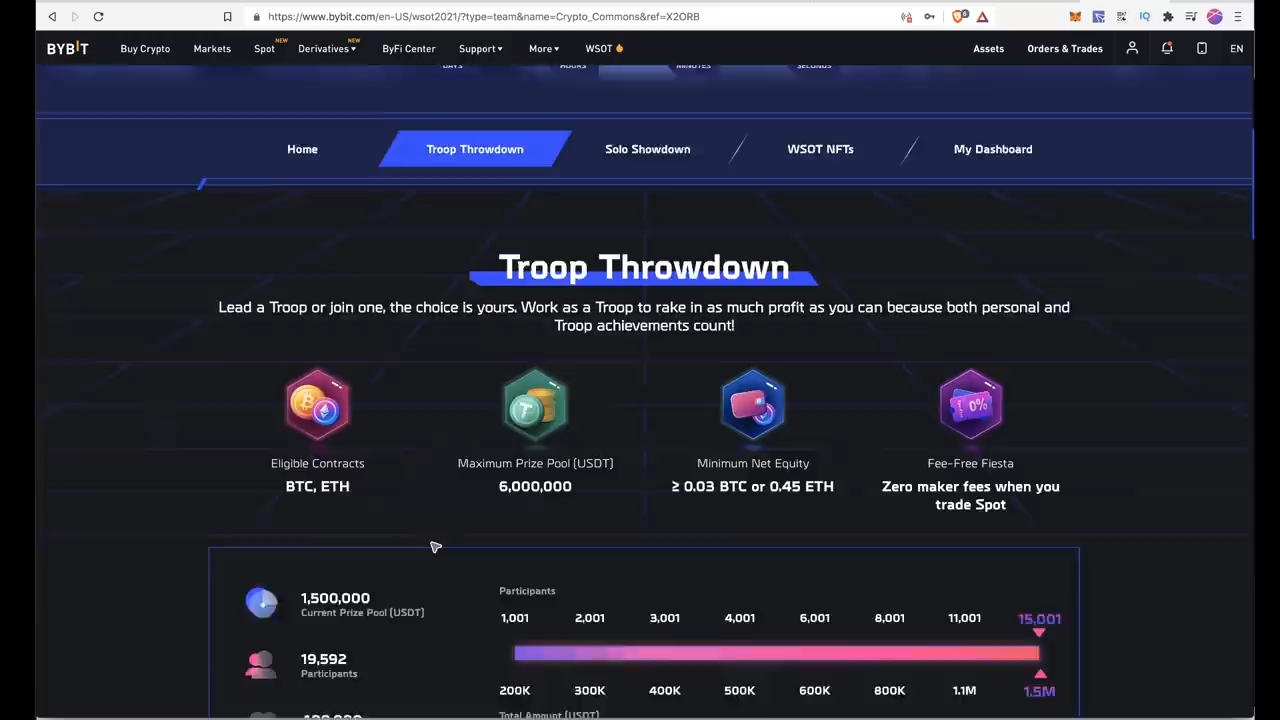 https://www.bybit.com/en-US/wsot2021/?type=team&name=Crypto_Commons&ref=X2ORB
BYBIT Buy Crypto Markets Spot NEW Derivatives NEW ByFi Center Support More WSOT Assets Orders & Trades EN
DAYS HOURS MINUTES SECONDS
Home Troop Throwdown Solo Showdown WSOT NFTs My Dashboard
Troop Throwdown
Lead a Troop or join one, the choice is yours. Work as a Troop to rake in as much profit as you can because both personal and
Troop achievements count!
Eligible Contracts Maximum Prize Pool (USDT) Minimum Net Equity Fee-Free Fiesta
BTC, ETH 6,000,000 ≥ 0.03 BTC or 0.45 ETH Zero maker fees when you
trade Spot
1,500,000
Current Prize Pool (USDT)
19,592
Participants
Participants
1,001 2,001 3,001 4,001 6,001 8,001 11,001 15,001
200K 300K 400K 500K 600K 800K 1.1M 1.5M
Total Amount (USDT)